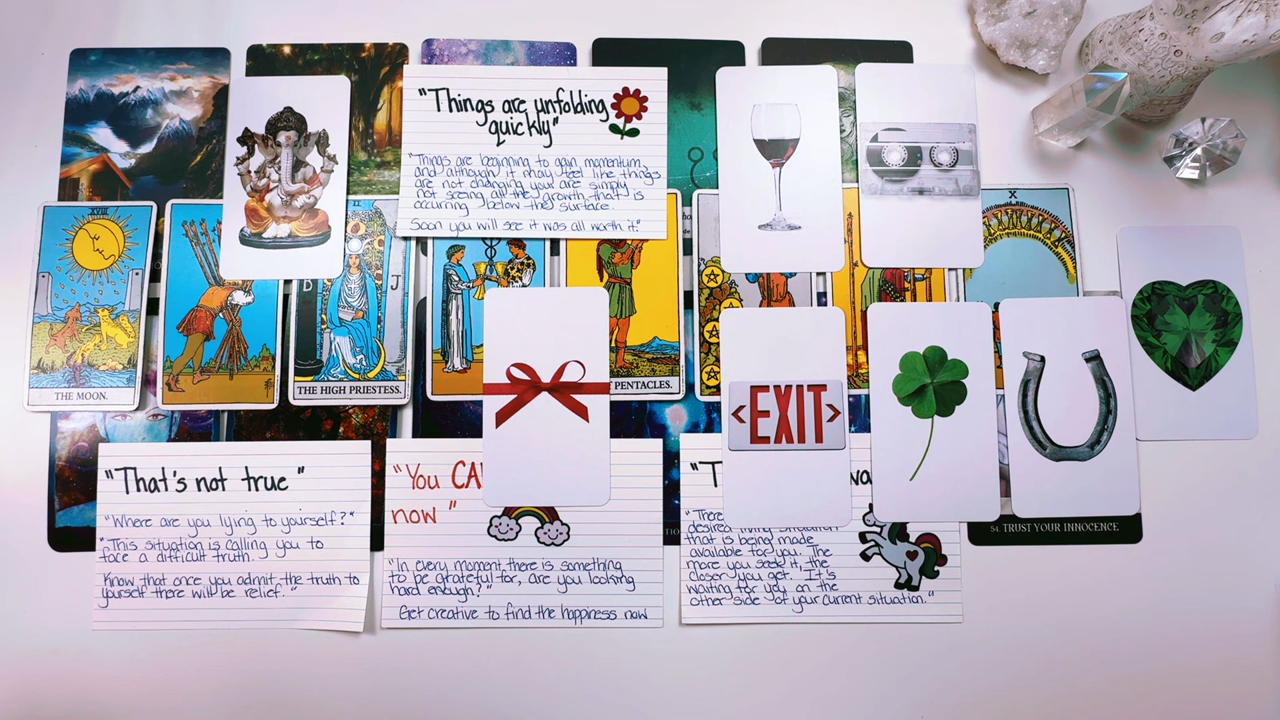 "Things are unfolding
quickly"
"Things are beginning to gain momentum,
and although it may feel like things
are not changing your are simply
not seeing all the growth that is
occuring below the surface.
Soon you will see it was all worth it."
XVIII
II
X
B
J
THE MOON.
THE HIGH PRIESTESS.
PENTACLES.
<EXIT>
"That's not true"
"Where are you lying to yourself?"
"This situation is calling you to
face a difficult truth.
Know that once you admit the truth to
yourself there will be relief."
"You
now"
"In every moment there is something
to be grateful for, are you looking
hard enough?"
Get creative to find the happiness now
"There
desired living situation
that is being made
available for you. The
more you seek it, the
closer you get. It's
waiting for you on the
other side of your current situation."
54. TRUST YOUR INNOCENCE